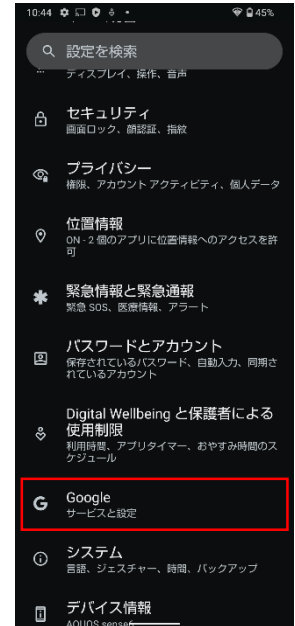 10:44
45%
設定を検索
ディスプレイ、操作、音声
セキュリティ
画面ロック、顔認証、指紋
プライバシー
権限、アカウント アクティビティ、個人データ
位置情報
ON - 2 個のアプリに位置情報へのアクセスを許
可
緊急情報と緊急通報
緊急 SOS、医療情報、アラート
パスワードとアカウント
保存されているパスワード、自動入力、同期さ
れているアカウント
Digital Wellbeing と保護者による
使用制限
利用時間、アプリタイマー、おやすみ時間のス
ケジュール
G Google
サービスと設定
システム
言語、ジェスチャー、時間、バックアップ
デバイス情報
AQUOS sense6